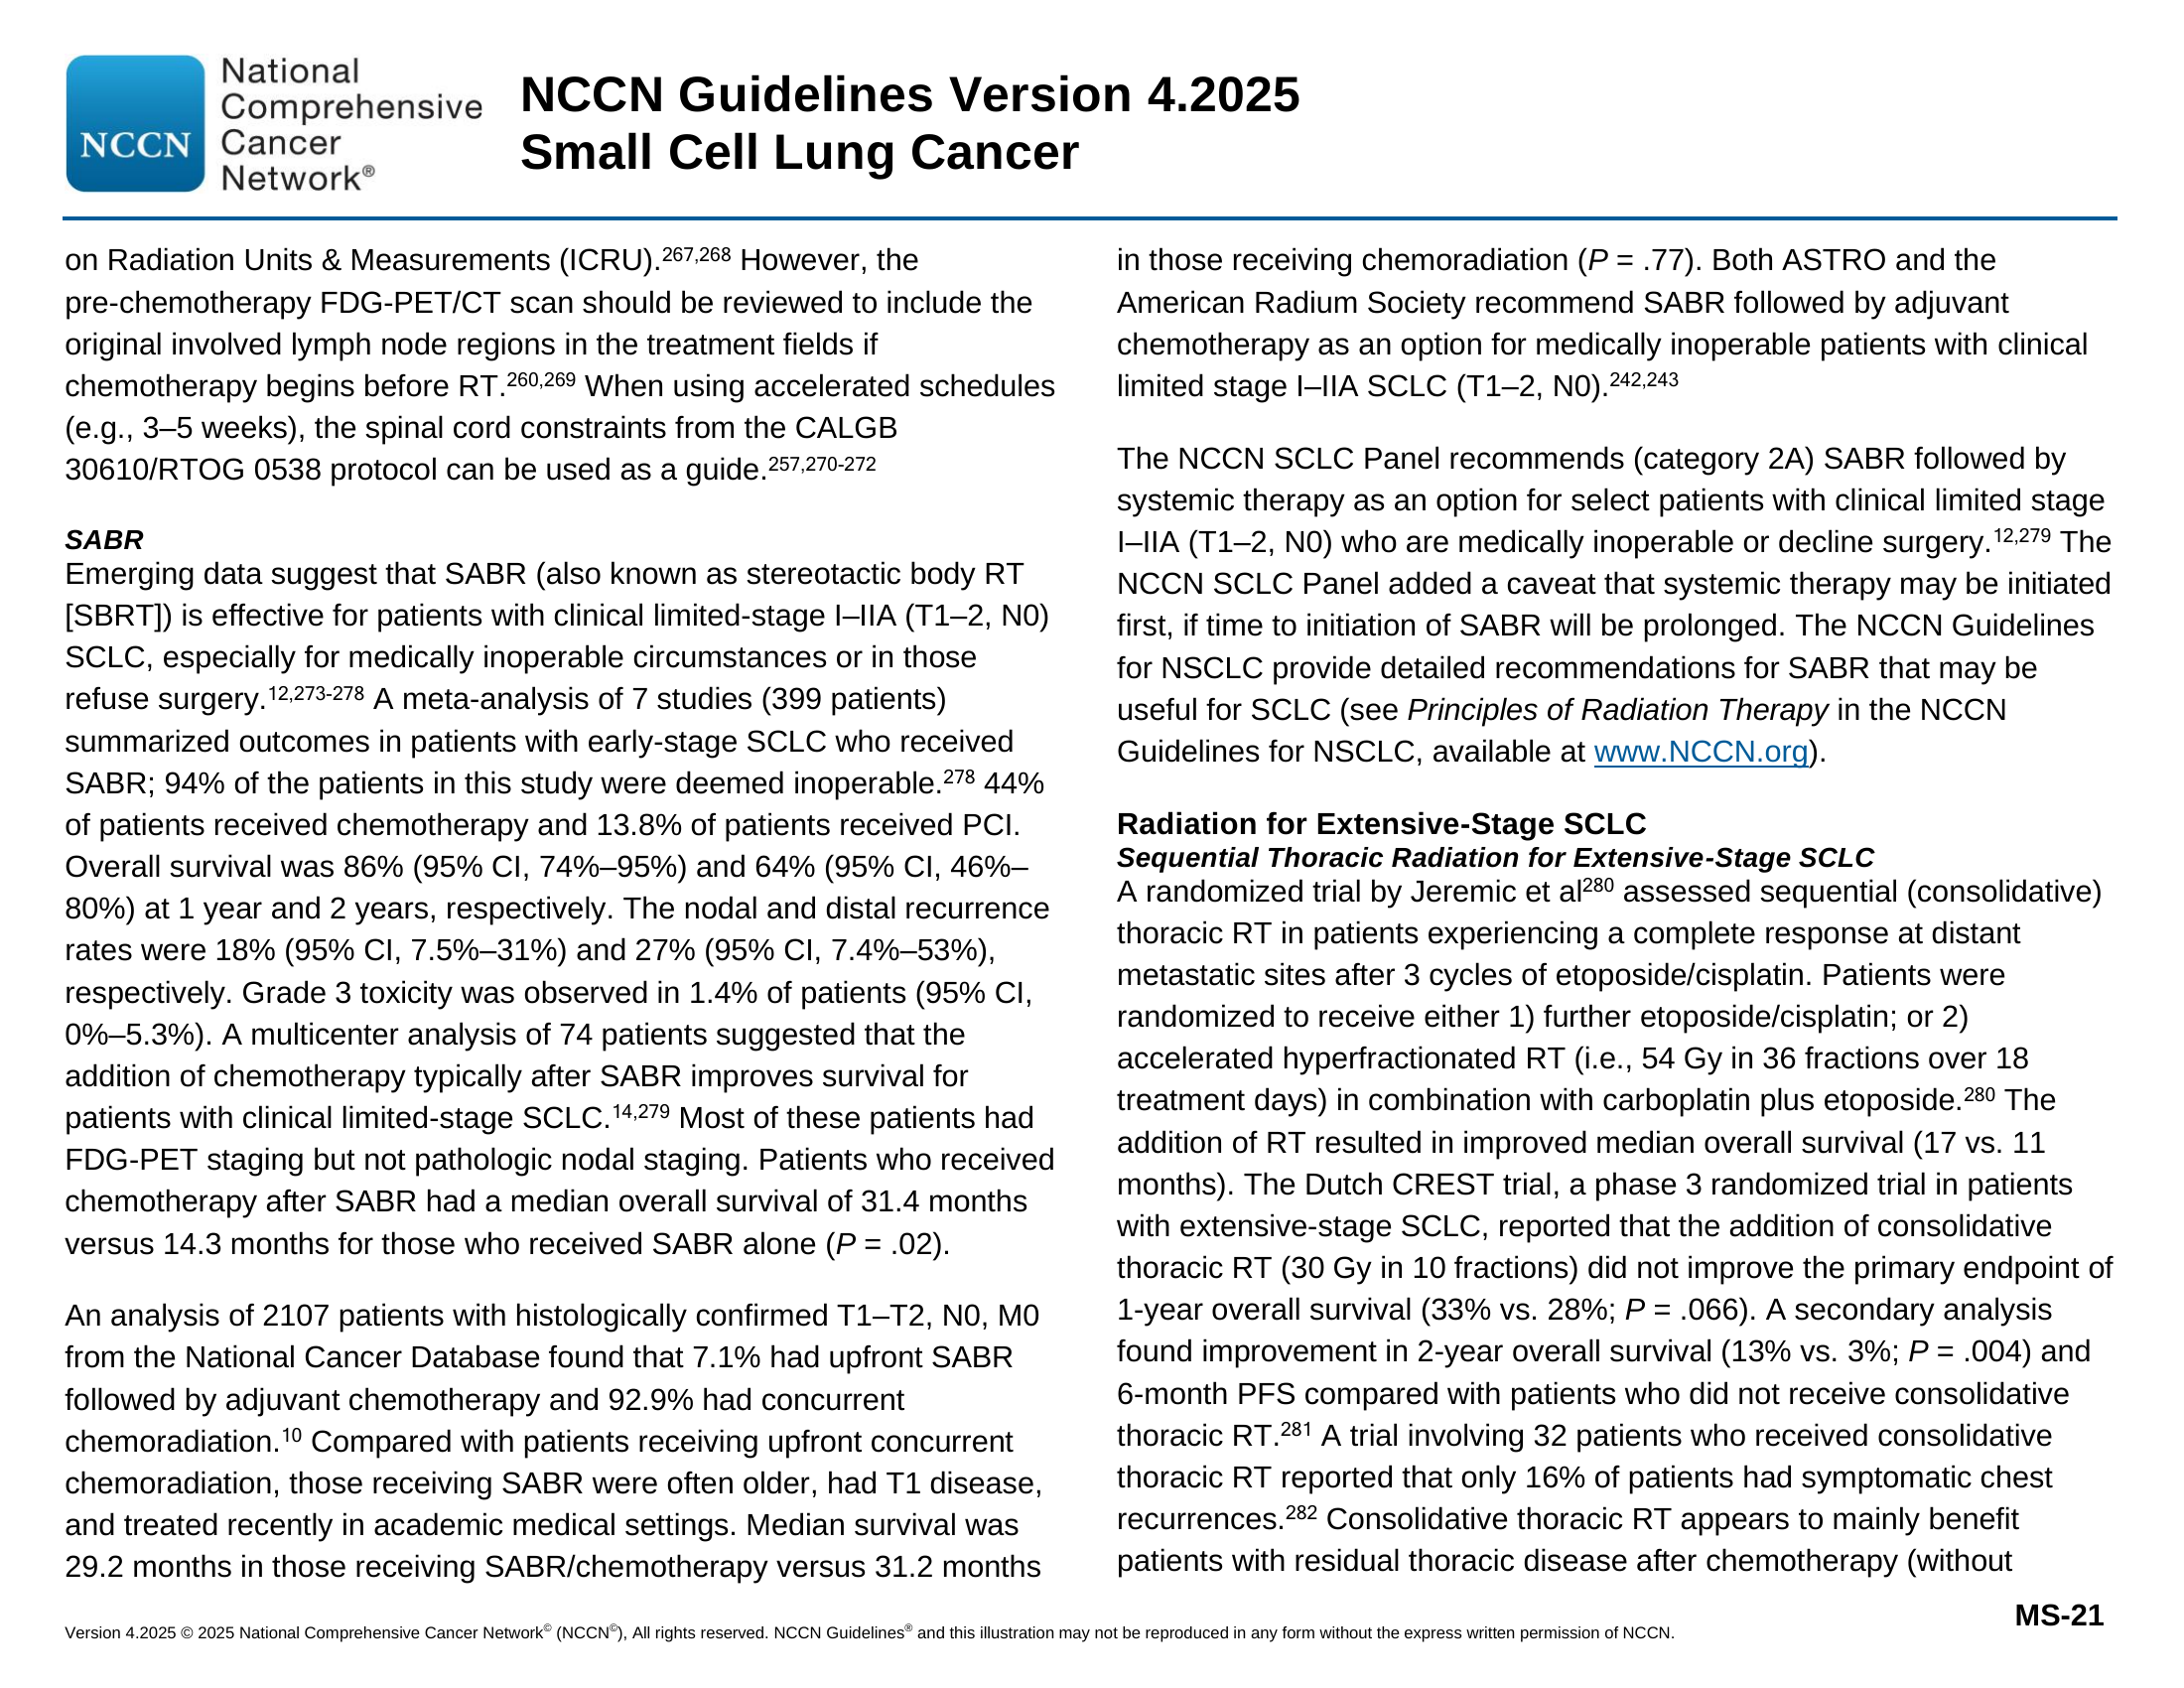 National
Comprehensive
Cancer
Network®
NCCN
NCCN Guidelines Version 4.2025
Small Cell Lung Cancer
on Radiation Units & Measurements (ICRU).267,268 However, the
pre-chemotherapy FDG-PET/CT scan should be reviewed to include the
original involved lymph node regions in the treatment fields if
chemotherapy begins before RT.260,269 When using accelerated schedules
(e.g., 3–5 weeks), the spinal cord constraints from the CALGB
30610/RTOG 0538 protocol can be used as a guide.257,270-272
SABR
Emerging data suggest that SABR (also known as stereotactic body RT
[SBRT]) is effective for patients with clinical limited-stage I–IIA (T1–2, N0)
SCLC, especially for medically inoperable circumstances or in those
refuse surgery.12,273-278 A meta-analysis of 7 studies (399 patients)
summarized outcomes in patients with early-stage SCLC who received
SABR; 94% of the patients in this study were deemed inoperable.278 44%
of patients received chemotherapy and 13.8% of patients received PCI.
Overall survival was 86% (95% CI, 74%–95%) and 64% (95% CI, 46%–
80%) at 1 year and 2 years, respectively. The nodal and distal recurrence
rates were 18% (95% CI, 7.5%–31%) and 27% (95% CI, 7.4%–53%),
respectively. Grade 3 toxicity was observed in 1.4% of patients (95% CI,
0%–5.3%). A multicenter analysis of 74 patients suggested that the
addition of chemotherapy typically after SABR improves survival for
patients with clinical limited-stage SCLC.14,279 Most of these patients had
FDG-PET staging but not pathologic nodal staging. Patients who received
chemotherapy after SABR had a median overall survival of 31.4 months
versus 14.3 months for those who received SABR alone (P = .02).
An analysis of 2107 patients with histologically confirmed T1–T2, N0, M0
from the National Cancer Database found that 7.1% had upfront SABR
followed by adjuvant chemotherapy and 92.9% had concurrent
chemoradiation.10 Compared with patients receiving upfront concurrent
chemoradiation, those receiving SABR were often older, had T1 disease,
and treated recently in academic medical settings. Median survival was
29.2 months in those receiving SABR/chemotherapy versus 31.2 months
in those receiving chemoradiation (P = .77). Both ASTRO and the
American Radium Society recommend SABR followed by adjuvant
chemotherapy as an option for medically inoperable patients with clinical
limited stage I–IIA SCLC (T1–2, N0).242,243
The NCCN SCLC Panel recommends (category 2A) SABR followed by
systemic therapy as an option for select patients with clinical limited stage
I–IIA (T1–2, N0) who are medically inoperable or decline surgery.12,279 The
NCCN SCLC Panel added a caveat that systemic therapy may be initiated
first, if time to initiation of SABR will be prolonged. The NCCN Guidelines
for NSCLC provide detailed recommendations for SABR that may be
useful for SCLC (see Principles of Radiation Therapy in the NCCN
Guidelines for NSCLC, available at www.NCCN.org).
Radiation for Extensive-Stage SCLC
Sequential Thoracic Radiation for Extensive-Stage SCLC
A randomized trial by Jeremic et al280 assessed sequential (consolidative)
thoracic RT in patients experiencing a complete response at distant
metastatic sites after 3 cycles of etoposide/cisplatin. Patients were
randomized to receive either 1) further etoposide/cisplatin; or 2)
accelerated hyperfractionated RT (i.e., 54 Gy in 36 fractions over 18
treatment days) in combination with carboplatin plus etoposide.280 The
addition of RT resulted in improved median overall survival (17 vs. 11
months). The Dutch CREST trial, a phase 3 randomized trial in patients
with extensive-stage SCLC, reported that the addition of consolidative
thoracic RT (30 Gy in 10 fractions) did not improve the primary endpoint of
1-year overall survival (33% vs. 28%; P = .066). A secondary analysis
found improvement in 2-year overall survival (13% vs. 3%; P = .004) and
6-month PFS compared with patients who did not receive consolidative
thoracic RT.281 A trial involving 32 patients who received consolidative
thoracic RT reported that only 16% of patients had symptomatic chest
recurrences.282 Consolidative thoracic RT appears to mainly benefit
patients with residual thoracic disease after chemotherapy (without
MS-21
Version 4.2025 © 2025 National Comprehensive Cancer Network© (NCCN©), All rights reserved. NCCN Guidelines® and this illustration may not be reproduced in any form without the express written permission of NCCN.